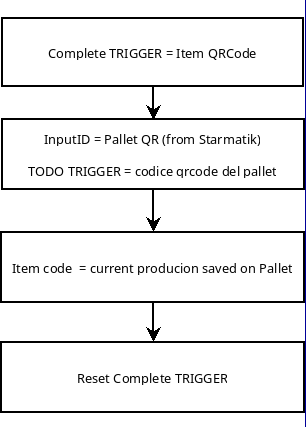 Complete TRIGGER = Item QRCode
InputID = Pallet QR (from Starmatik)
TODO TRIGGER = codice qrcode del pallet
Item code  = current producion saved on Pallet
Reset Complete TRIGGER